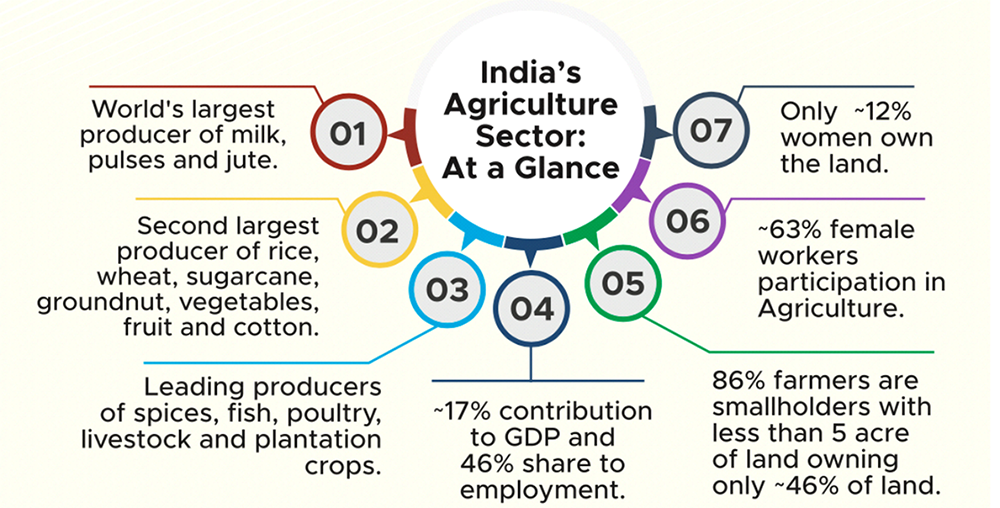 India's
Agriculture
Sector:
At a Glance
01
World's largest
producer of milk,
pulses and jute.
02
Second largest
producer of rice,
wheat, sugarcane,
groundnut, vegetables,
fruit and cotton.
03
Leading producers
of spices, fish, poultry,
livestock and plantation
crops.
04
~17% contribution
to GDP and
46% share to
employment.
05
86% farmers are
smallholders with
less than 5 acre
of land owning
only ~46% of land.
06
~63% female
workers
participation in
Agriculture.
07
Only ~12%
women own
the land.